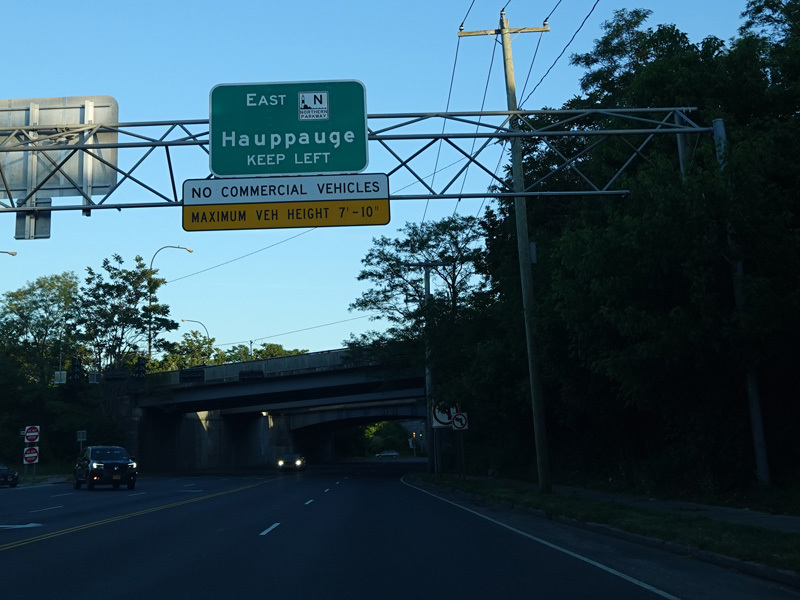 EAST N
NORTHERN
PARKWAY
Hauppauge
KEEP LEFT
NO COMMERCIAL VEHICLES
MAXIMUM VEH HEIGHT 7'-10"